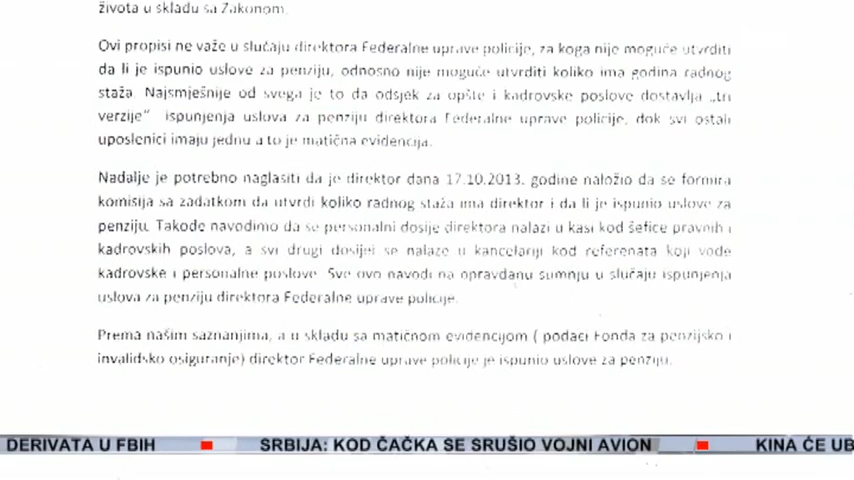 života u skladu sa Zakonom.
Ovi propisi ne važe u slučaju direktora Federalne uprave policije, za koga nije moguće utvrditi
da li je ispunio uslove za penziju, odnosno nije moguće utvrditi koliko ima godina radnog
staža. Najsmješnije od svega je to da odsjek za opšte i kadrovske poslove dostavlja „tri
verzije“ ispunjenja uslova za penziju direktora Federalne uprave policije, dok svi ostali
uposlenici imaju jednu a to je matična evidencija.
Nadalje je potrebno naglasiti da je direktor dana 17.10.2013. godine naložio da se formira
komisija sa zadatkom da utvrdi koliko radnog staža ima direktor i da li je ispunio uslove za
penziju. Takođe navodimo da se personalni dosije direktora nalazi u kasi kod šefice pravnih i
kadrovskih poslova, a svi drugi dosijei se nalaze u kancelariji kod referenata koji vode
kadrovske i personalne poslove. Sve ovo navodi na opravdanu sumnju u slučaju ispunjenja
uslova za penziju direktora Federalne uprave policije.
Prema našim saznanjima, a u skladu sa matičnom evidencijom ( podaci Fonda za penzijsko i
invalidsko osiguranje) direktor Federalne uprave policije je ispunio uslove za penziju.
DERIVATA U FBIH SRBIJA: KOD ČAČKA SE SRUŠIO VOJNI AVION KINA ĆE UB